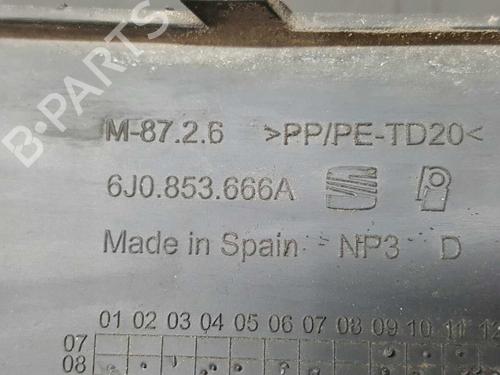 B-PARTS
M-87.2.6 >PP/PE-TD20<
6J0.853.666A
Made in Spain NP3 D
01 02 03 04 05 06 07 08 09 10 11 12
07
08